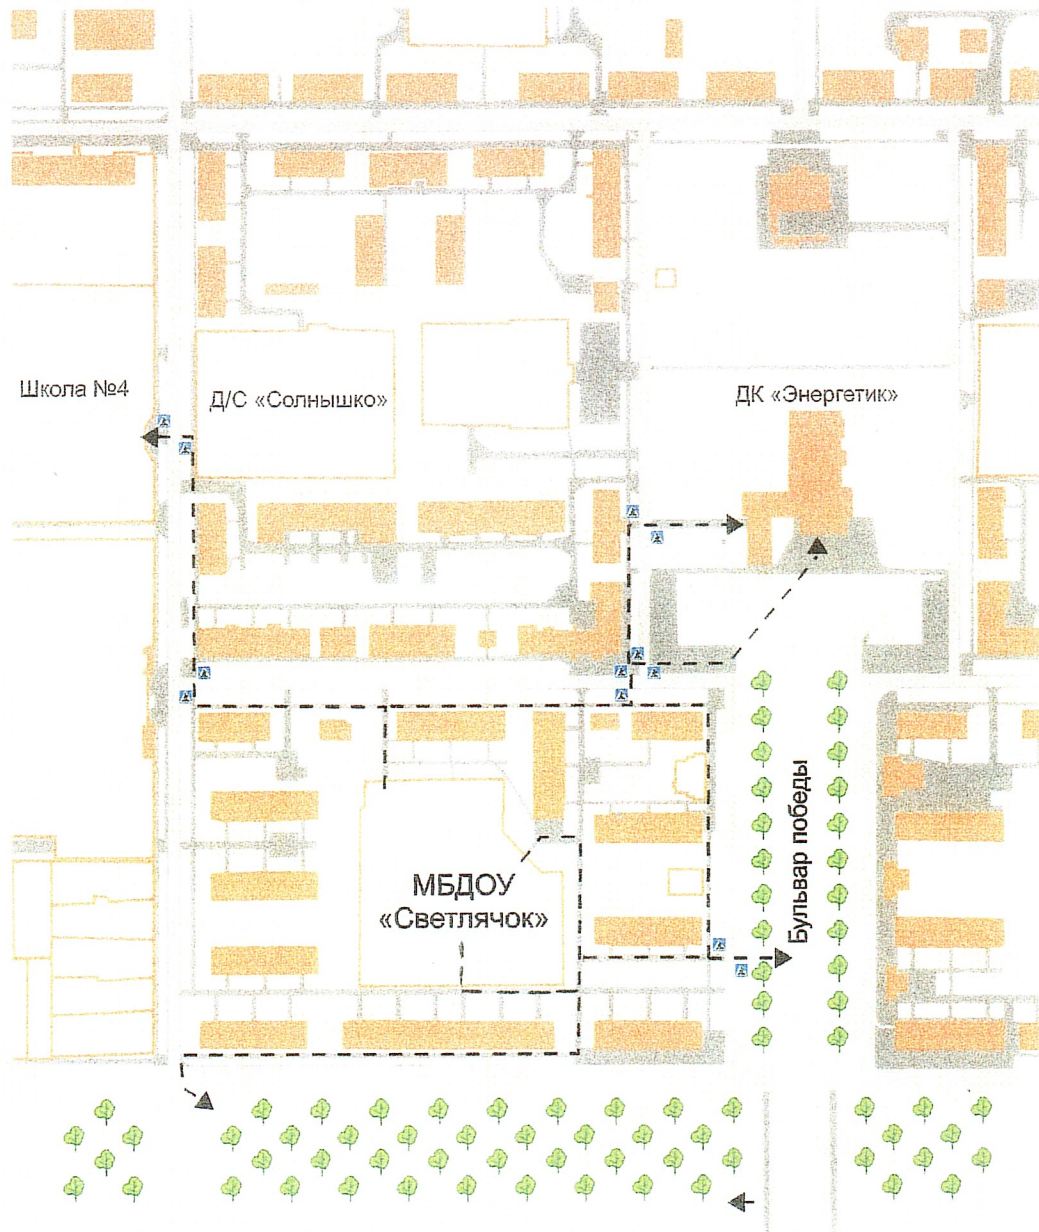 Школа №4
Д/С «Солнышко»
ДК «Энергетик»
Бульвар победы
МБДОУ
«Светлячок»